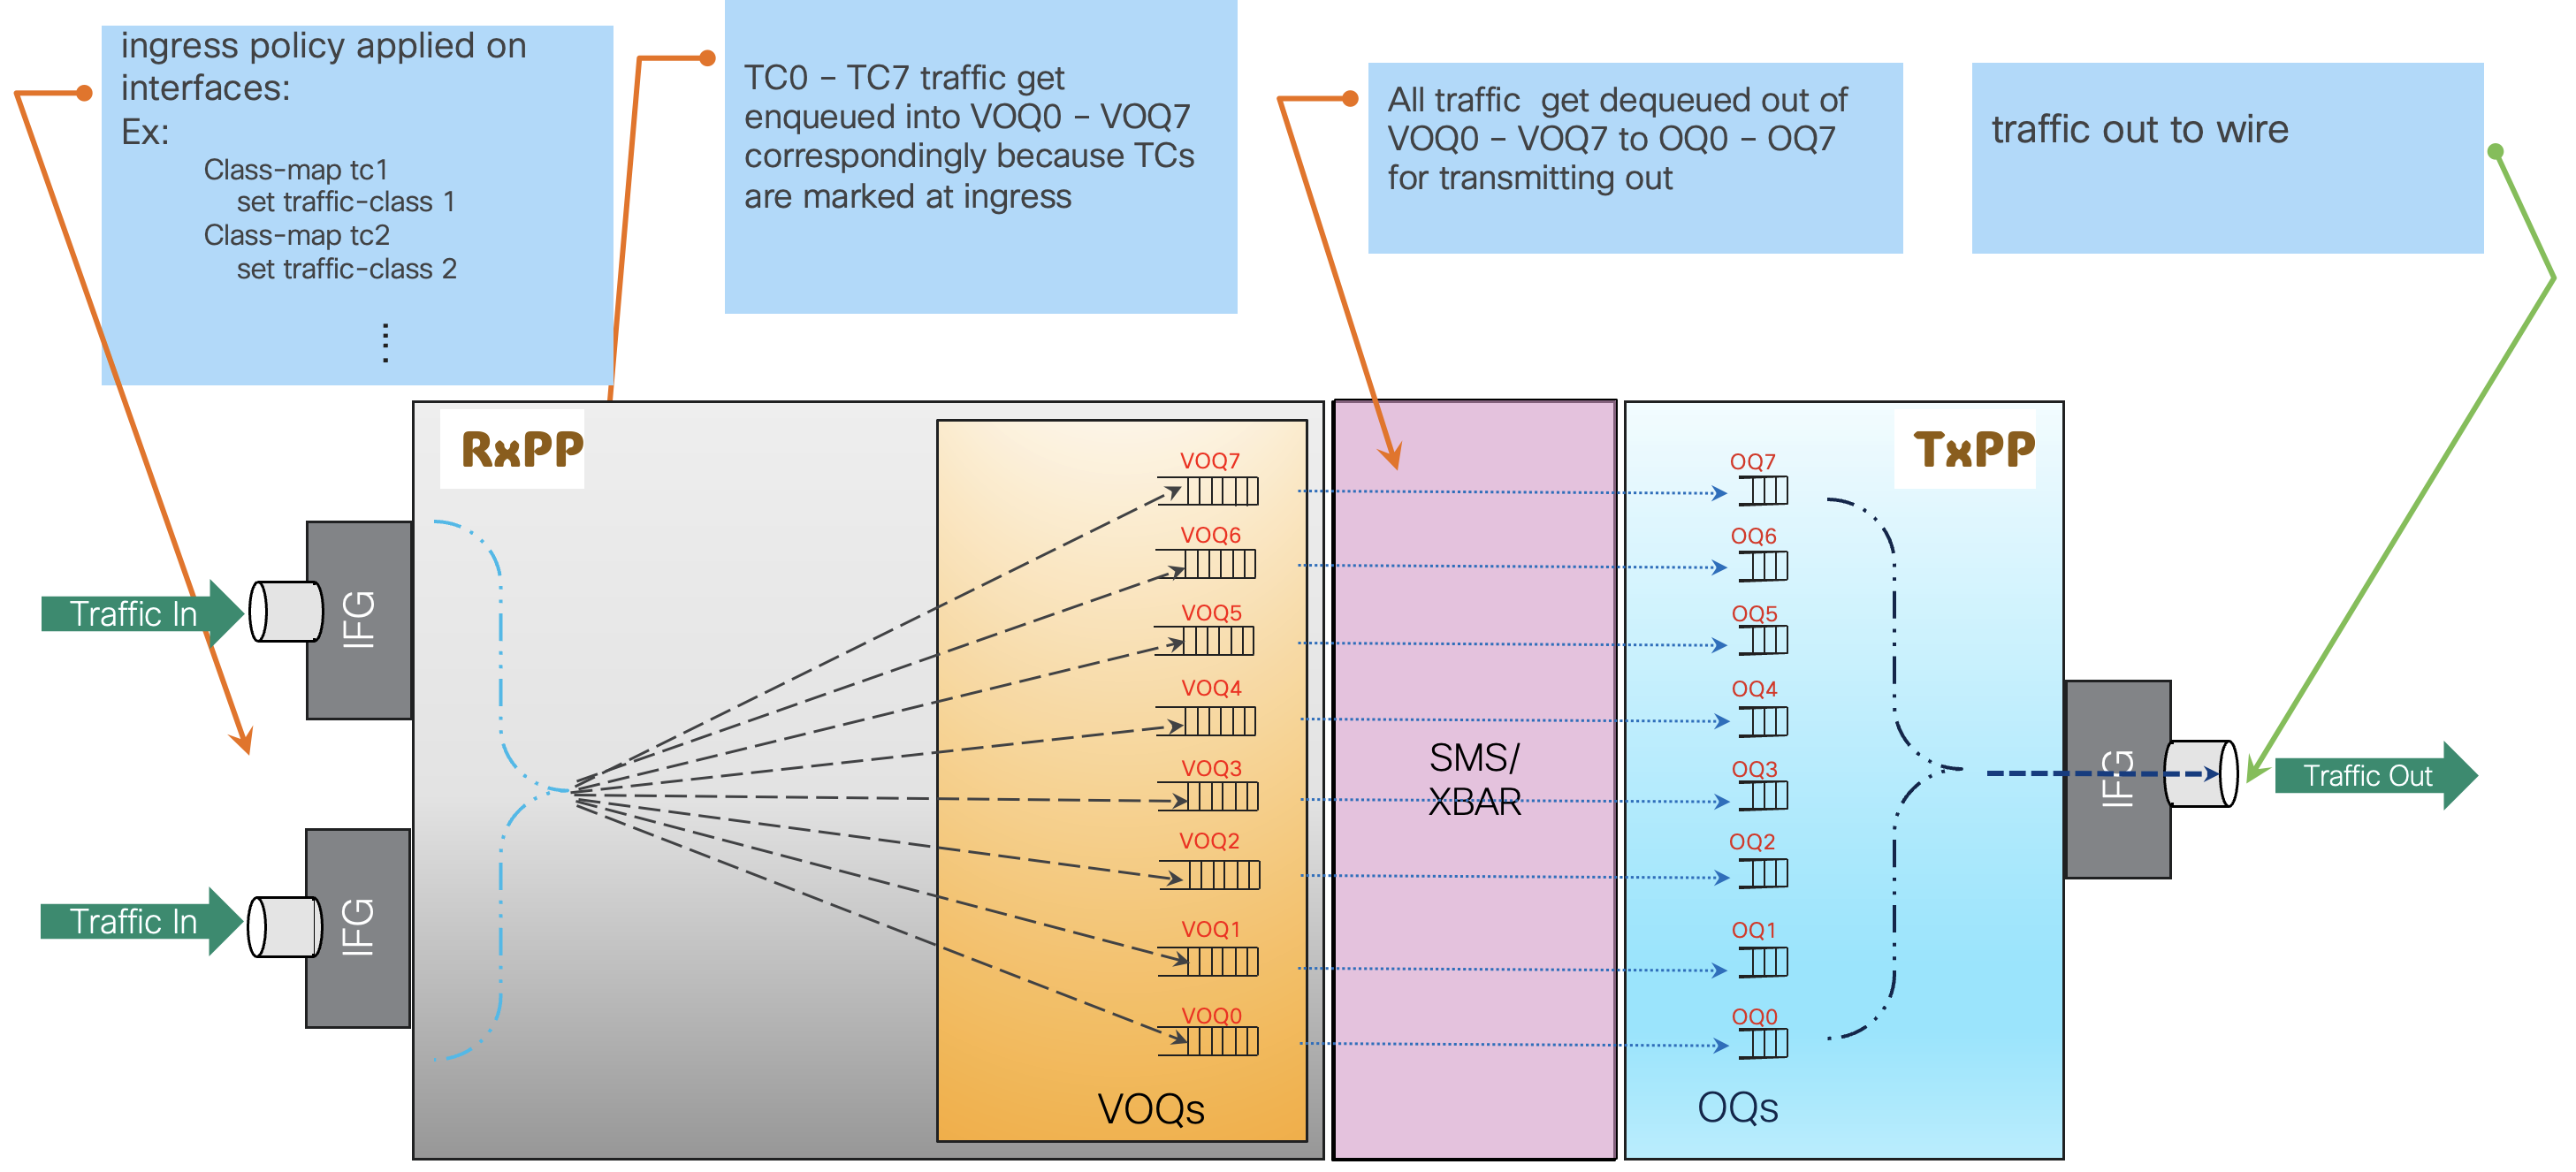 ingress policy applied on
interfaces:
Ex:
Class-map tc1
set traffic-class 1
Class-map tc2
set traffic-class 2
⋮
TC0 – TC7 traffic get
enqueued into VOQ0 – VOQ7
correspondingly because TCs
are marked at ingress
All traffic  get dequeued out of
VOQ0 – VOQ7 to OQ0 – OQ7
for transmitting out
traffic out to wire
RxPP
TxPP
Traffic In
IFG
Traffic In
IFG
VOQ7
VOQ6
VOQ5
VOQ4
VOQ3
VOQ2
VOQ1
VOQ0
VOQs
SMS/
XBAR
OQ7
OQ6
OQ5
OQ4
OQ3
OQ2
OQ1
OQ0
OQs
IFG
Traffic Out